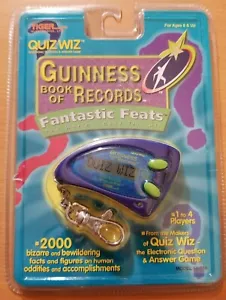 TIGER
For Ages 8 & Up
QUIZ WIZ
GUINNESS
BOOK OF RECORDS
Fantastic Feats
QUIZ WIZ
1 to 4
Players
From the Makers
of Quiz Wiz
the Electronic Question
& Answer Game
2000
bizarre and bewildering
facts and figures on human
oddities and accomplishments